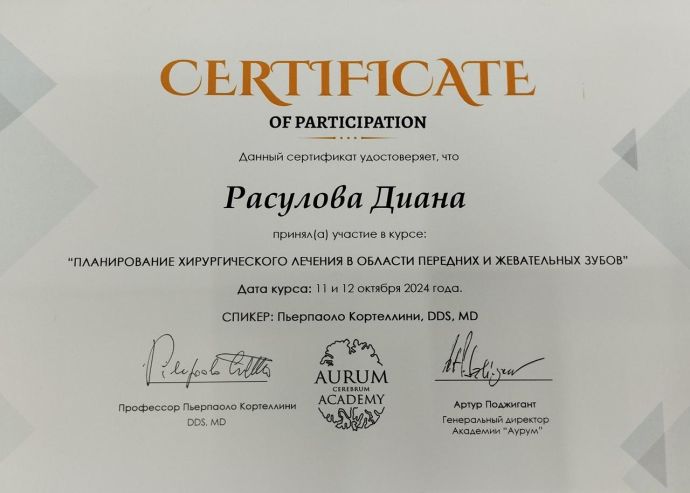 CERTIFICATE
OF PARTICIPATION
Данный сертификат удостоверяет, что
Расулова Диана
принял(а) участие в курсе:
“ПЛАНИРОВАНИЕ ХИРУРГИЧЕСКОГО ЛЕЧЕНИЯ В ОБЛАСТИ ПЕРЕДНИХ И ЖЕВАТЕЛЬНЫХ ЗУБОВ”
Дата курса: 11 и 12 октября 2024 года.
СПИКЕР: Пьерпаоло Кортеллини, DDS, MD
AURUM
CEREBRUM
ACADEMY
Профессор Пьерпаоло Кортеллини
DDS, MD
Артур Поджигант
Генеральный директор
Академии “Аурум”